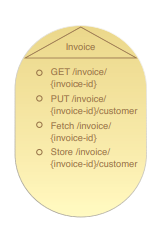 Invoice
GET /invoice/
{invoice-id}
PUT /invoice/
{invoice-id}/customer
Fetch /invoice/
{invoice-id}
Store /invoice/
{invoice-id}/customer